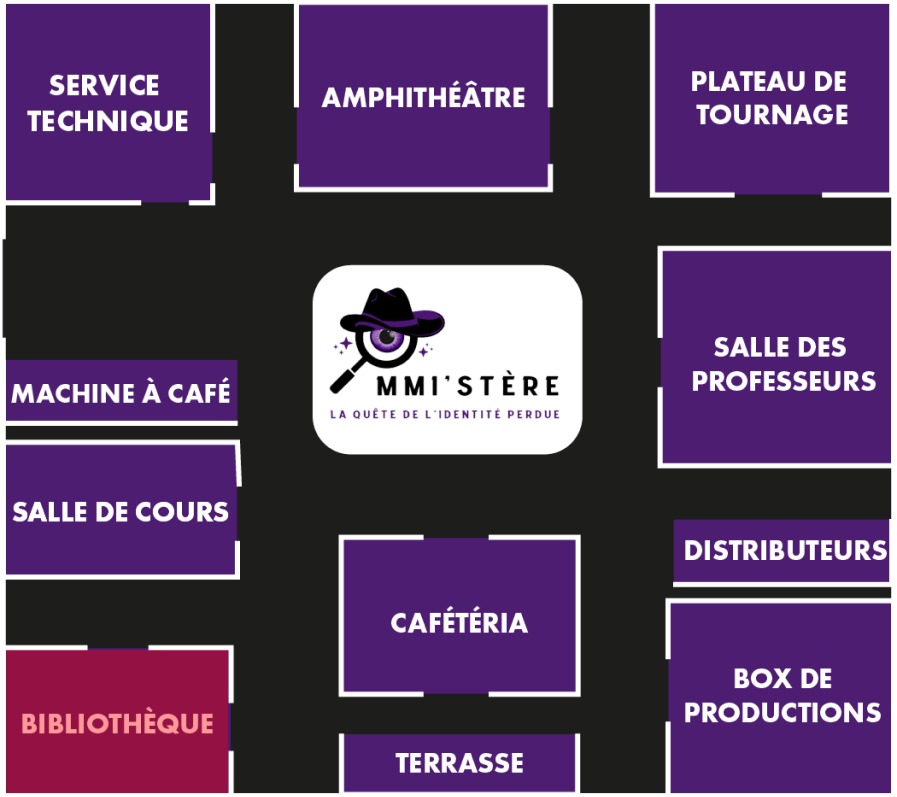 SERVICE
TECHNIQUE
AMPHITHÉÂTRE
PLATEAU DE
TOURNAGE
MMI'STÈRE
LA QUÊTE DE L'IDENTITÉ PERDUE
SALLE DES
PROFESSEURS
MACHINE À CAFÉ
SALLE DE COURS
DISTRIBUTEURS
CAFÉTÉRIA
BOX DE
PRODUCTIONS
BIBLIOTHÈQUE
TERRASSE